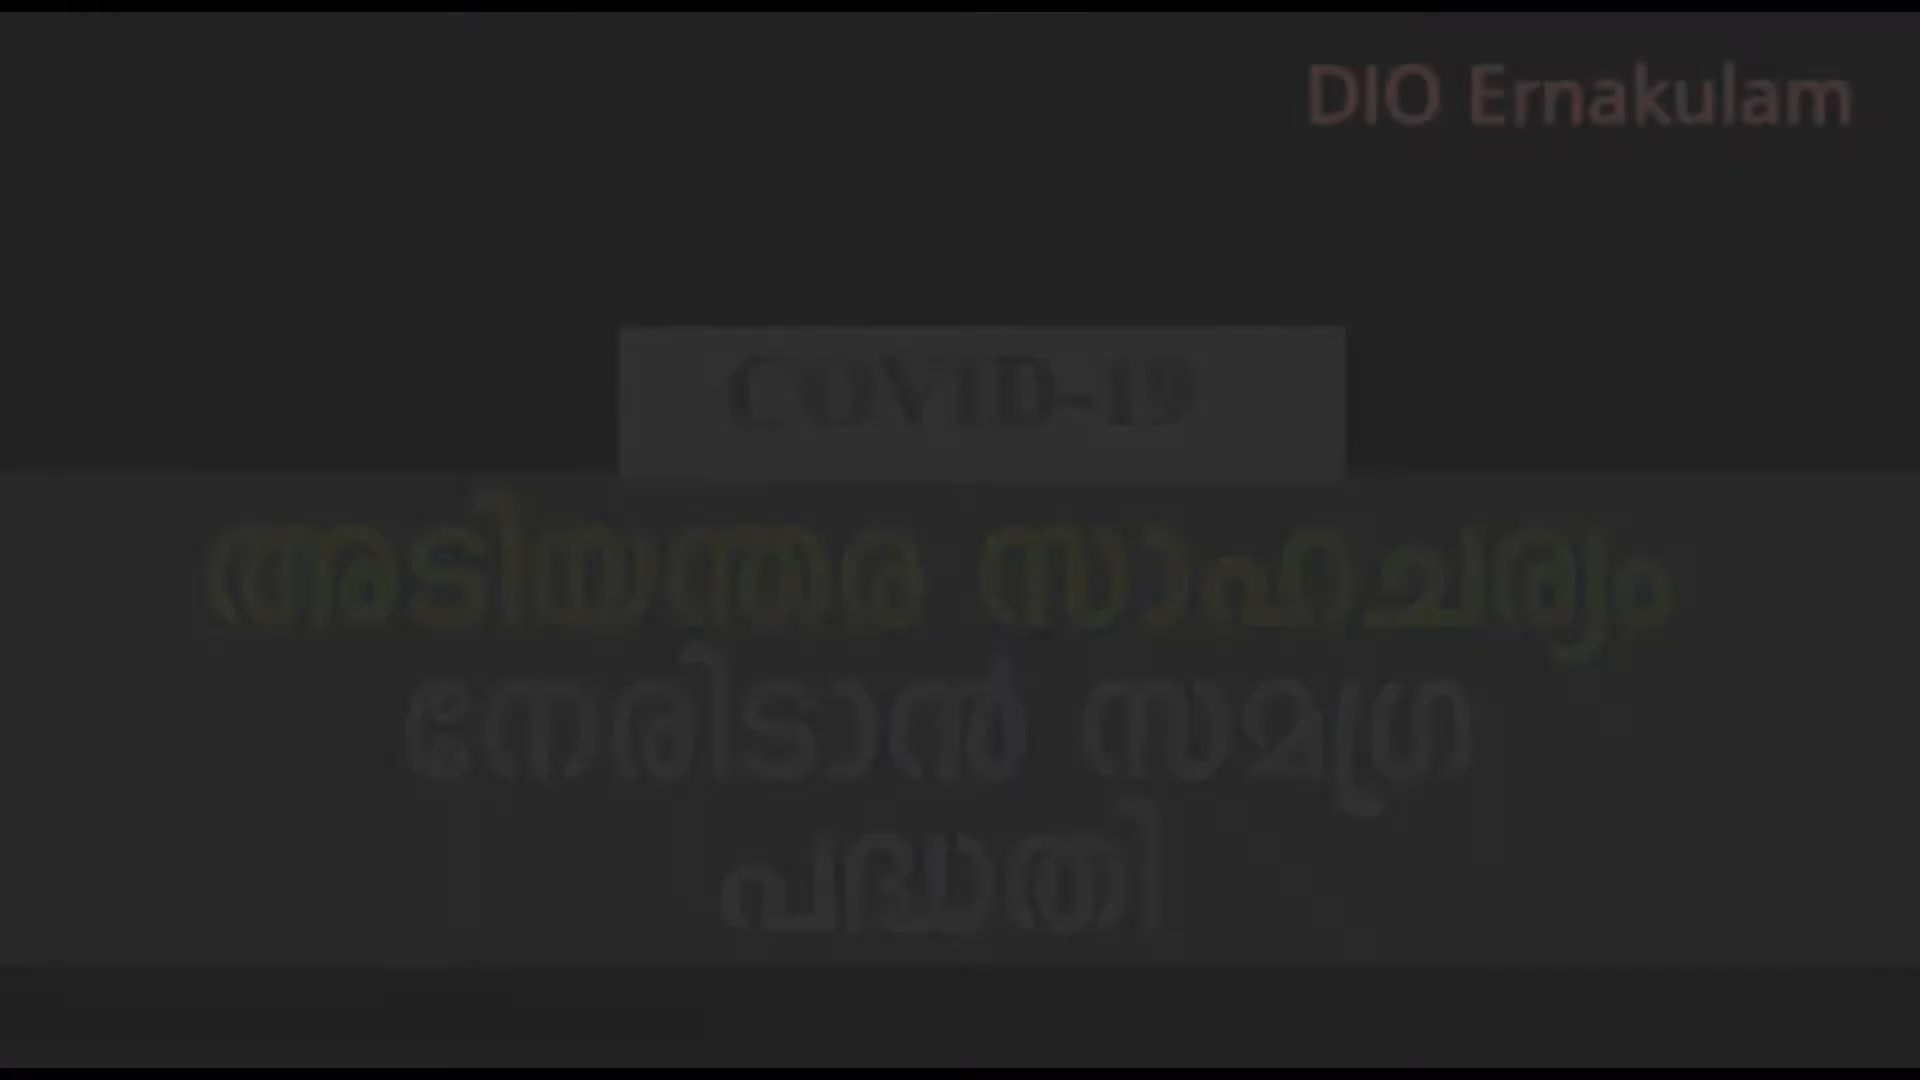 DIO Ernakulam
COVID-19
അടിയന്തര സാഹചര്യം
നേരിടാൻ സമഗ്ര
പദ്ധതി